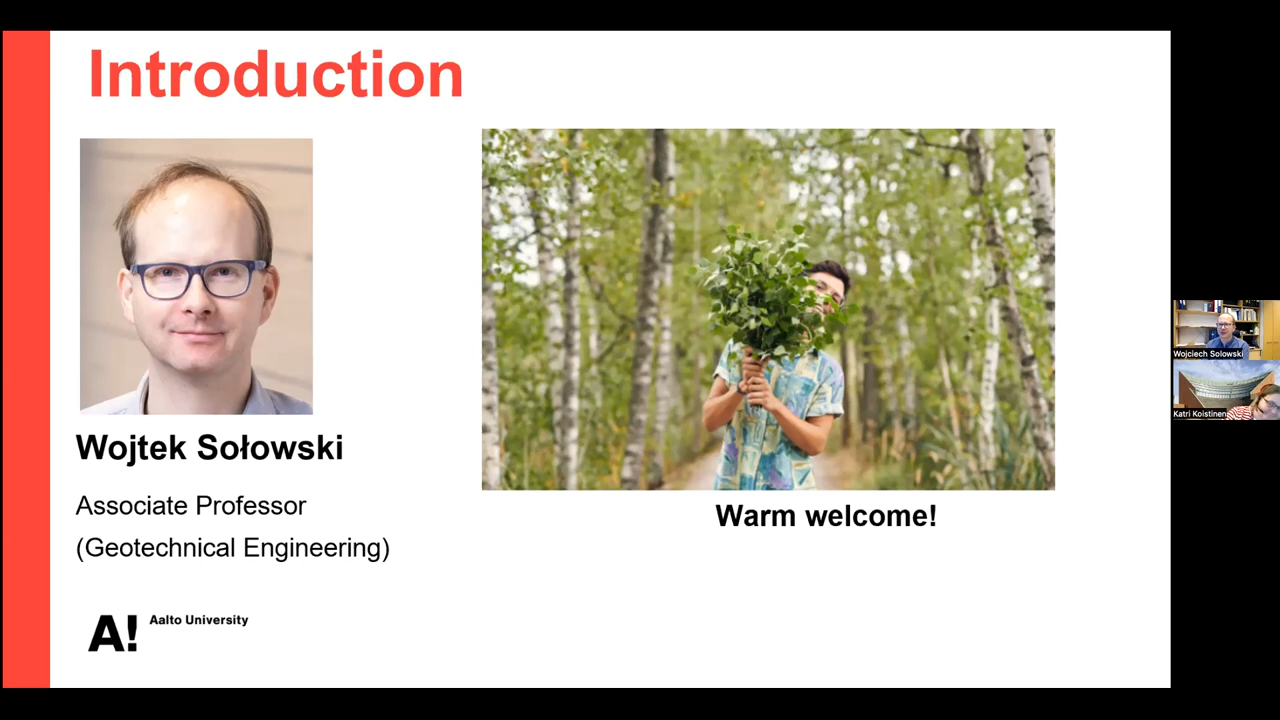 Introduction
Wojtek Sołowski
Associate Professor
(Geotechnical Engineering)
Warm welcome!
A! Aalto University
Wojciech Solowski
Katri Koistinen